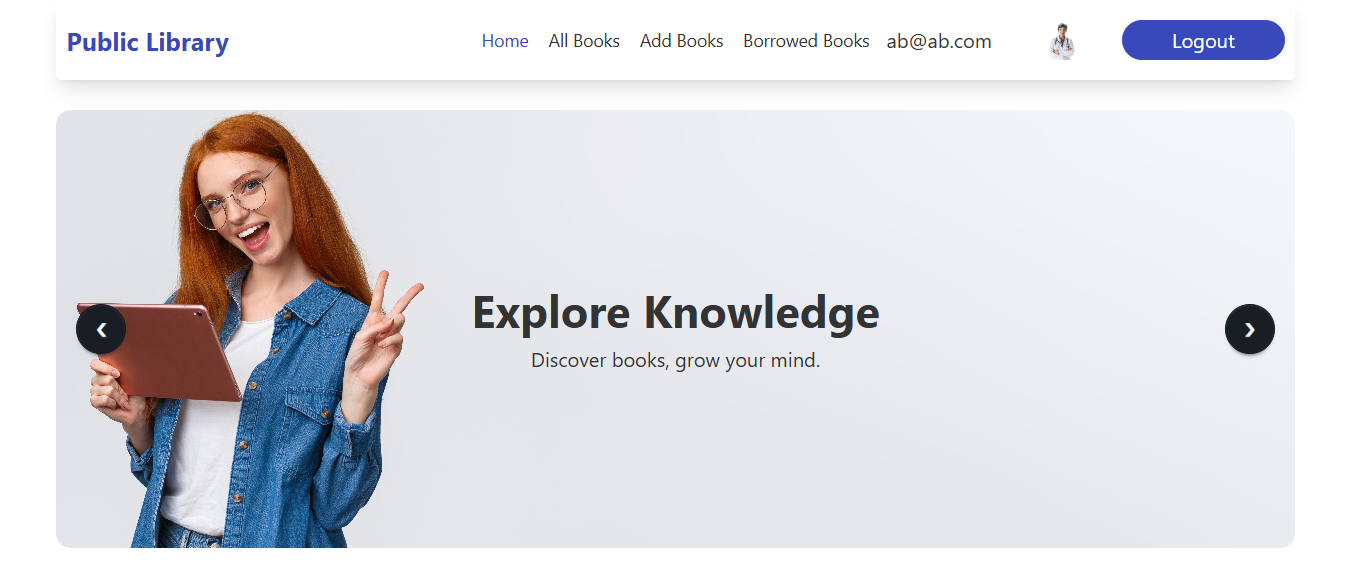 Public Library Home All Books Add Books Borrowed Books ab@ab.com Logout
Explore Knowledge
Discover books, grow your mind.